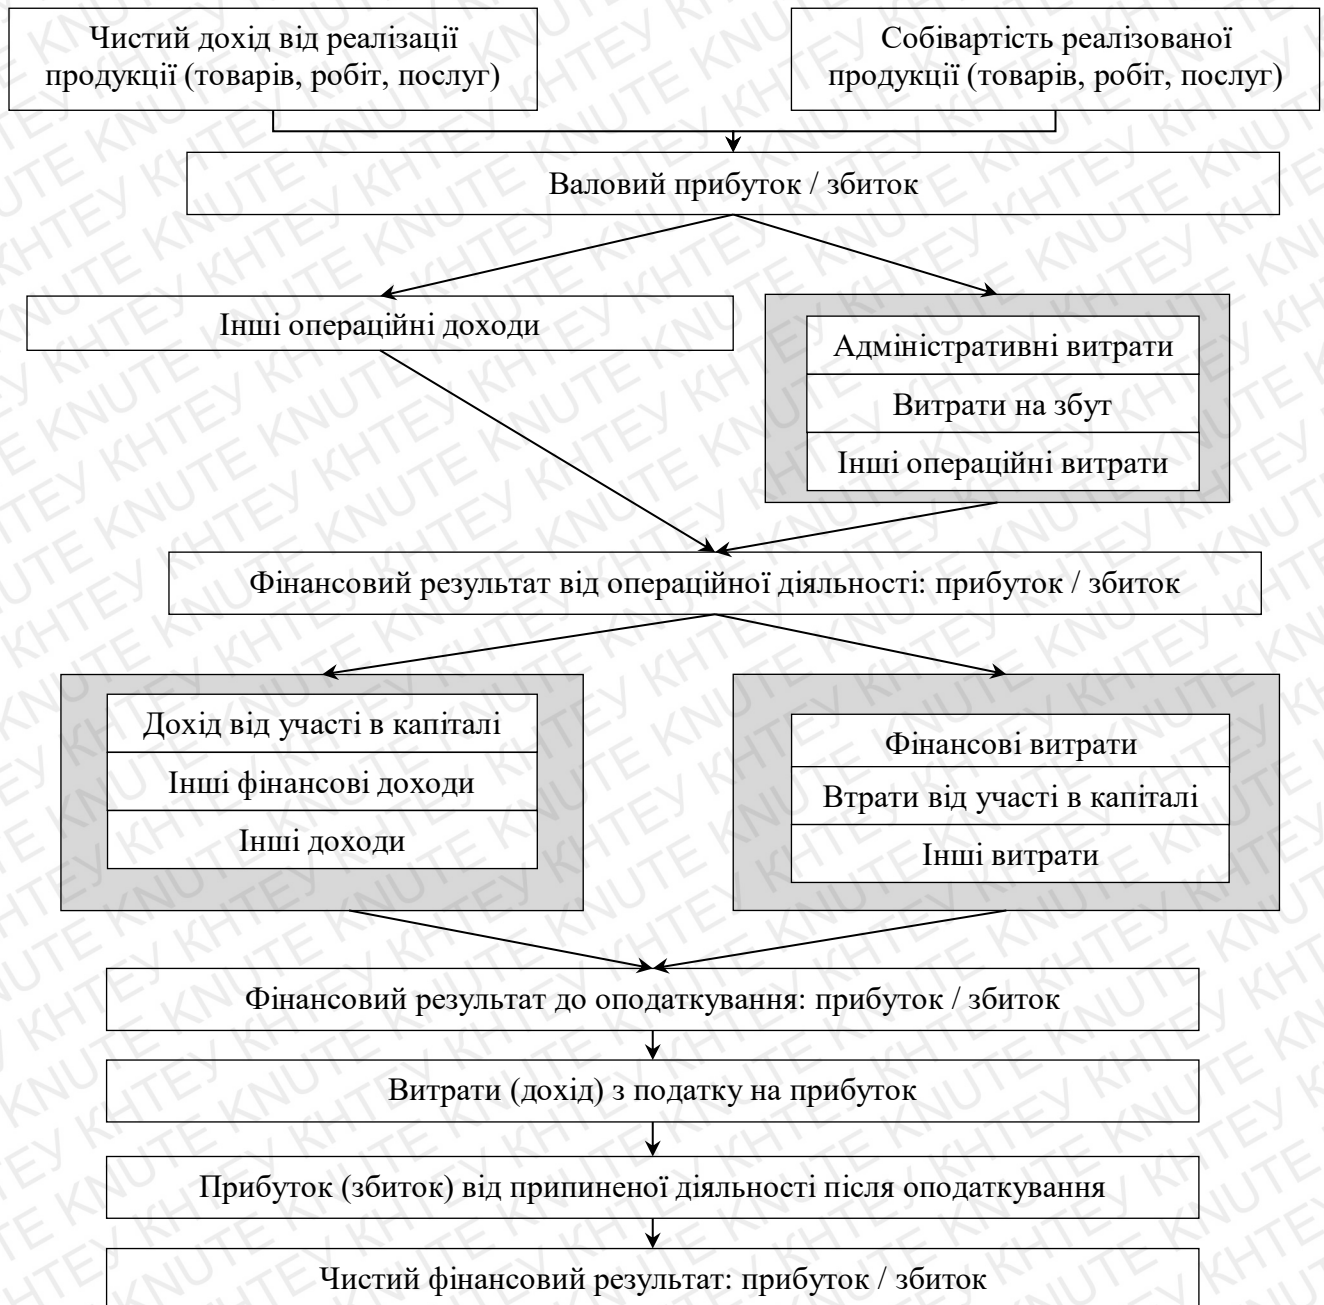 Чистий дохід від реалізації
продукції (товарів, робіт, послуг)
Собівартість реалізованої
продукції (товарів, робіт, послуг)
Валовий прибуток / збиток
Інші операційні доходи
Адміністративні витрати
Витрати на збут
Інші операційні витрати
Фінансовий результат від операційної діяльності: прибуток / збиток
Дохід від участі в капіталі
Інші фінансові доходи
Інші доходи
Фінансові витрати
Втрати від участі в капіталі
Інші витрати
Фінансовий результат до оподаткування: прибуток / збиток
Витрати (дохід) з податку на прибуток
Прибуток (збиток) від припиненої діяльності після оподаткування
Чистий фінансовий результат: прибуток / збиток